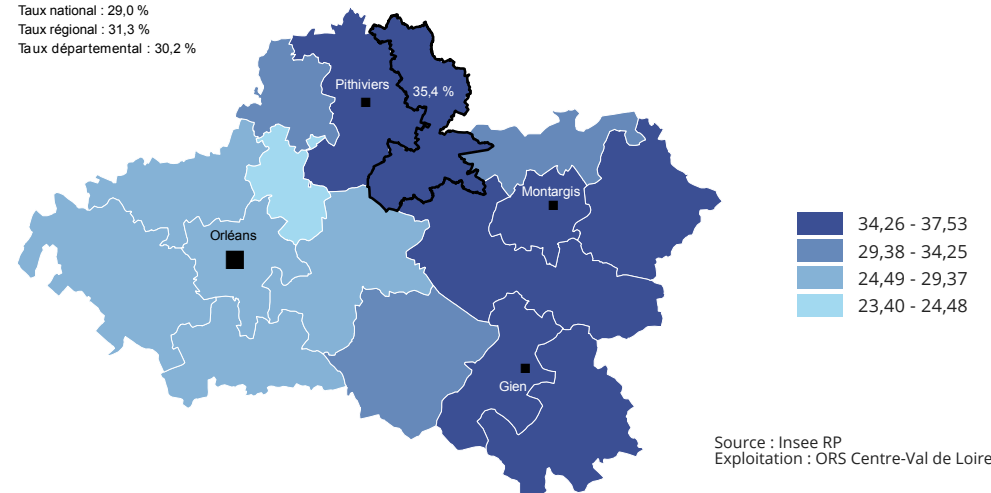 Taux national : 29,0 %
Taux régional : 31,3 %
Taux départemental : 30,2 %
Pithiviers
35,4 %
Montargis
Orléans
Gien
34,26 - 37,53
29,38 - 34,25
24,49 - 29,37
23,40 - 24,48
Source : Insee RP
Exploitation : ORS Centre-Val de Loire